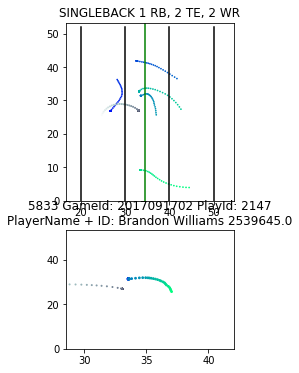 SINGLEBACK 1 RB, 2 TE, 2 WR
50
40
30
20
10
0
20 30 40 50
5833 GameId: 2017091702 PlayId: 2147
PlayerName + ID: Brandon Williams 2539645.0
40
20
0
30 35 40